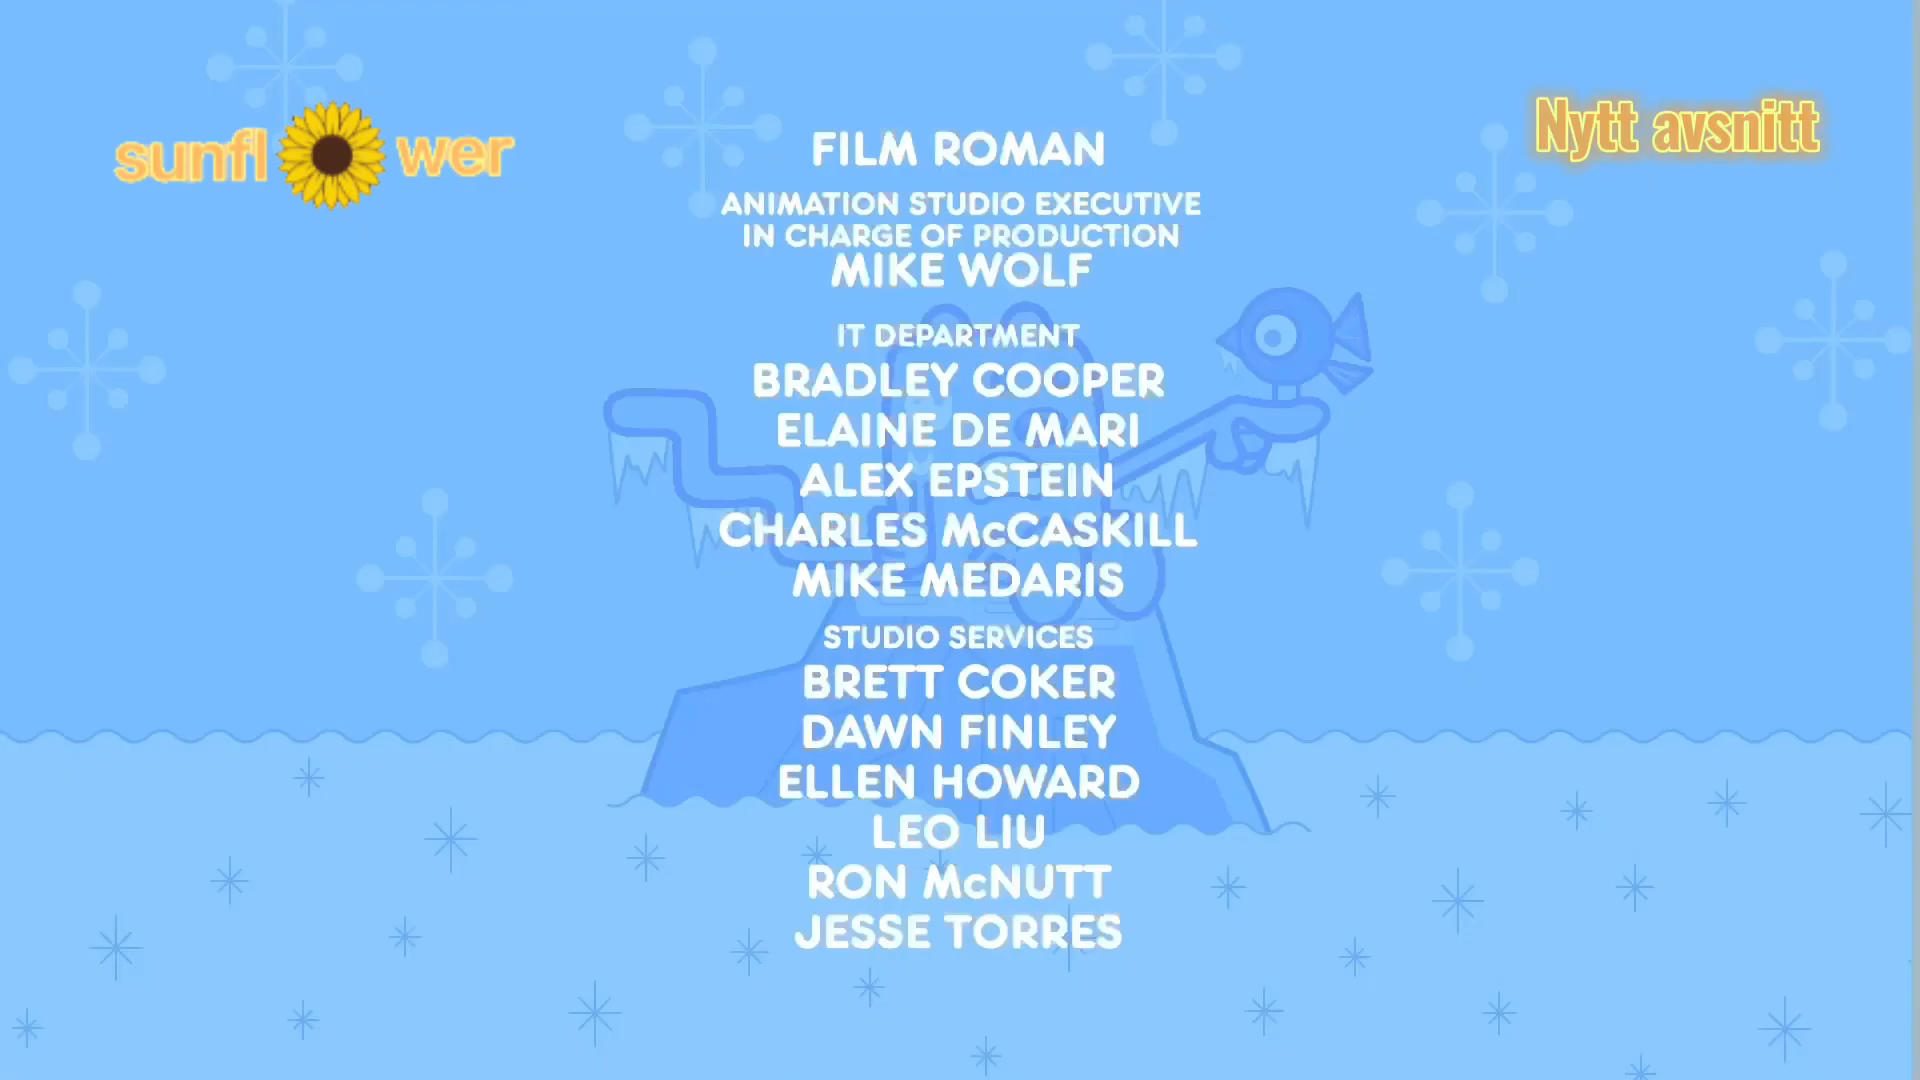 sunflower
Nytt avsnitt
FILM ROMAN
ANIMATION STUDIO EXECUTIVE
IN CHARGE OF PRODUCTION
MIKE WOLF
IT DEPARTMENT
BRADLEY COOPER
ELAINE DE MARI
ALEX EPSTEIN
CHARLES McCASKILL
MIKE MEDARIS
STUDIO SERVICES
BRETT COKER
DAWN FINLEY
ELLEN HOWARD
LEO LIU
RON McNUTT
JESSE TORRES